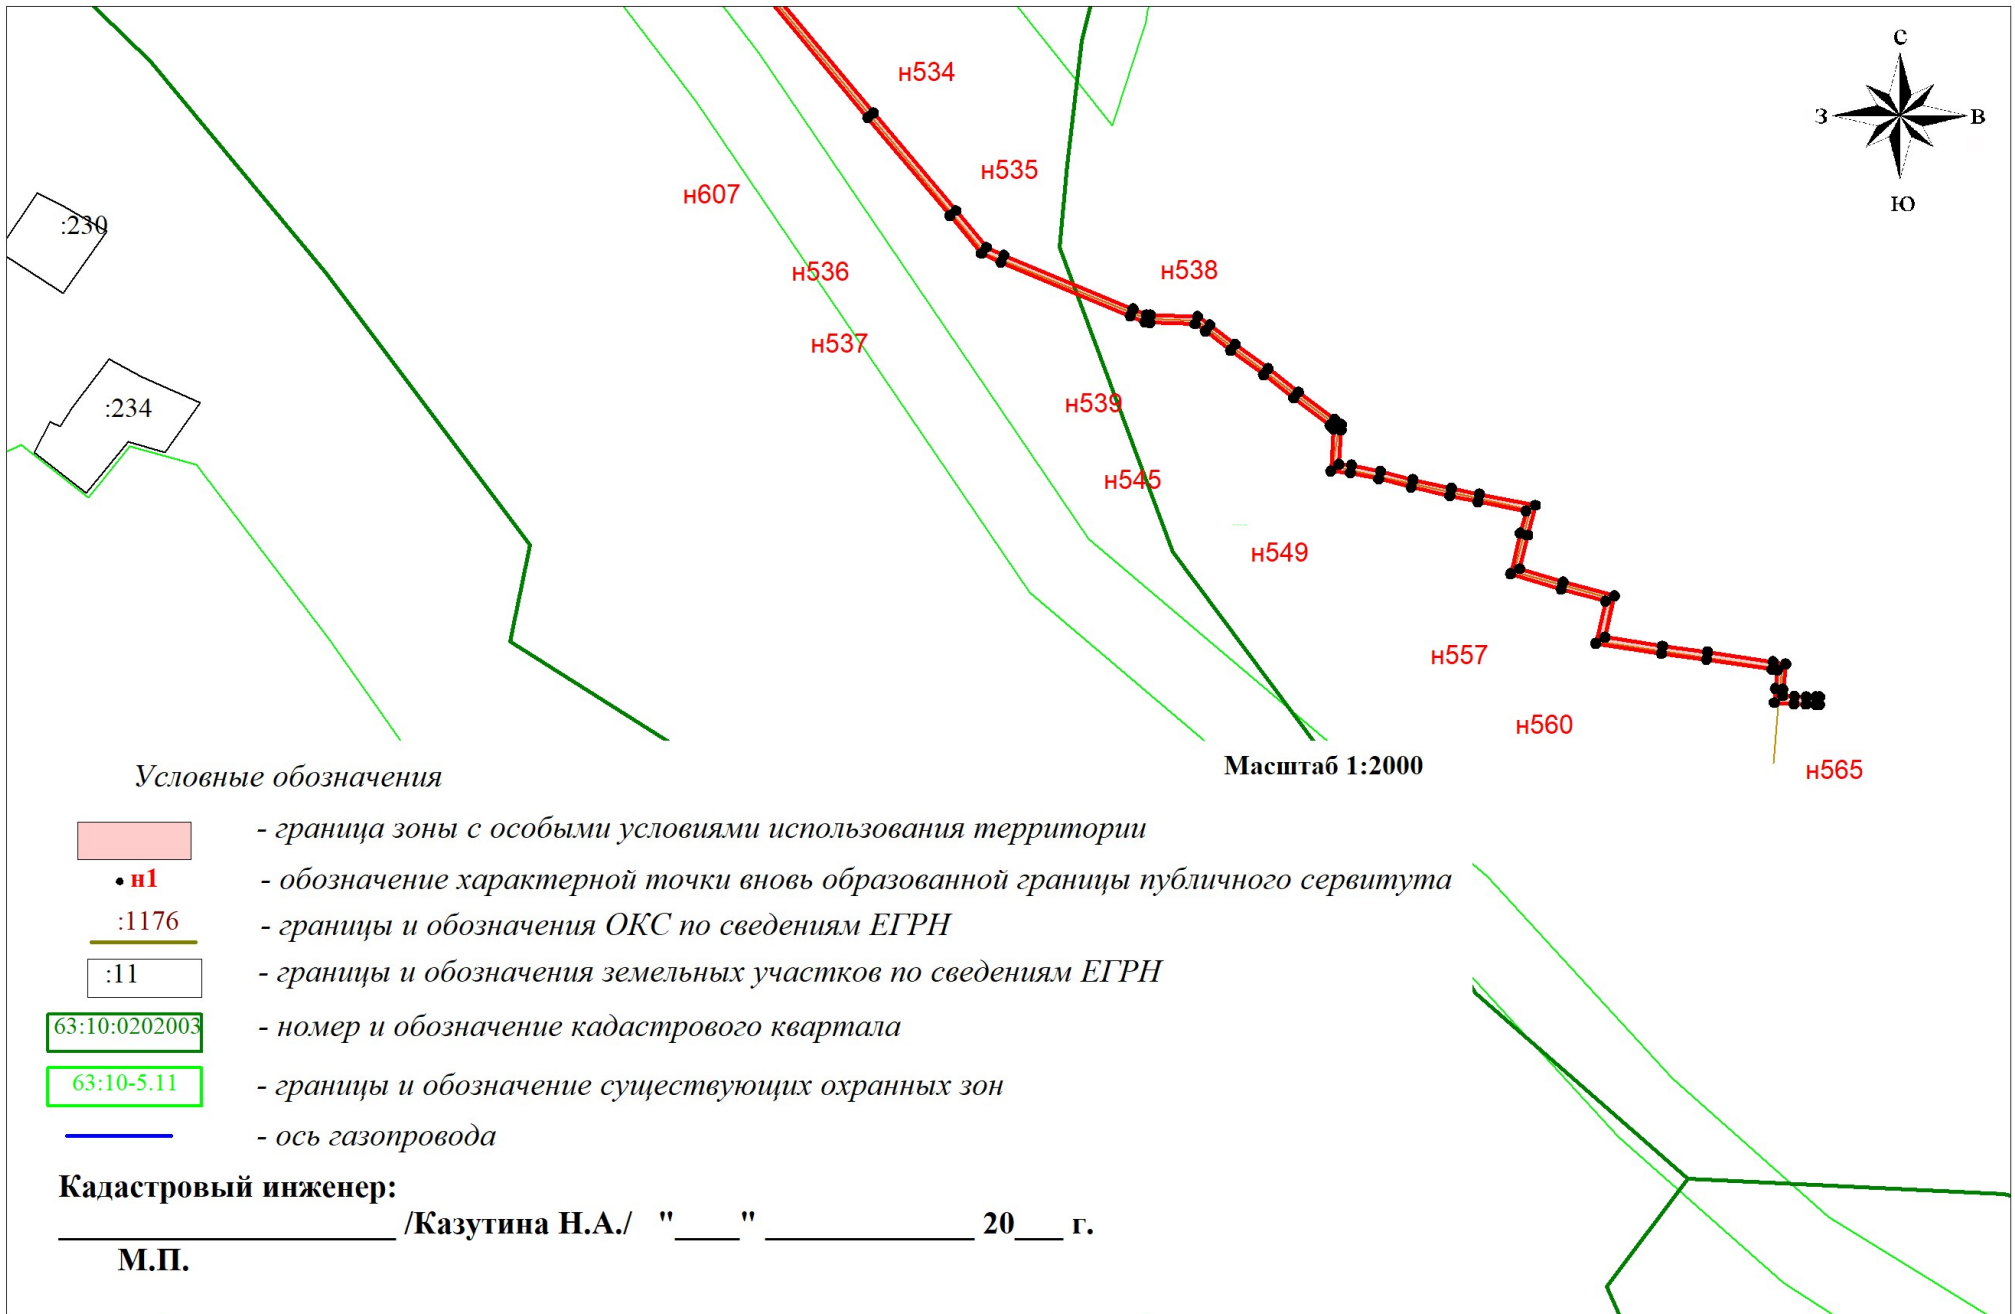 С
н534
З
В
н535
н607
Ю
:230
н538
н536
н537
н539
:234
н545
н549
н557
н560
Масштаб 1:2000
н565
Условные обозначения
- граница зоны с особыми условиями использования территории
н1 - обозначение характерной точки вновь образованной границы публичного сервитута
:1176 - границы и обозначения ОКС по сведениям ЕГРН
:11 - границы и обозначения земельных участков по сведениям ЕГРН
63:10:0202003 - номер и обозначение кадастрового квартала
63:10-5.11 - границы и обозначение существующих охранных зон
- ось газопровода
Кадастровый инженер:
________________________ /Казутина Н.А./ "____" ______________ 20___ г.
М.П.